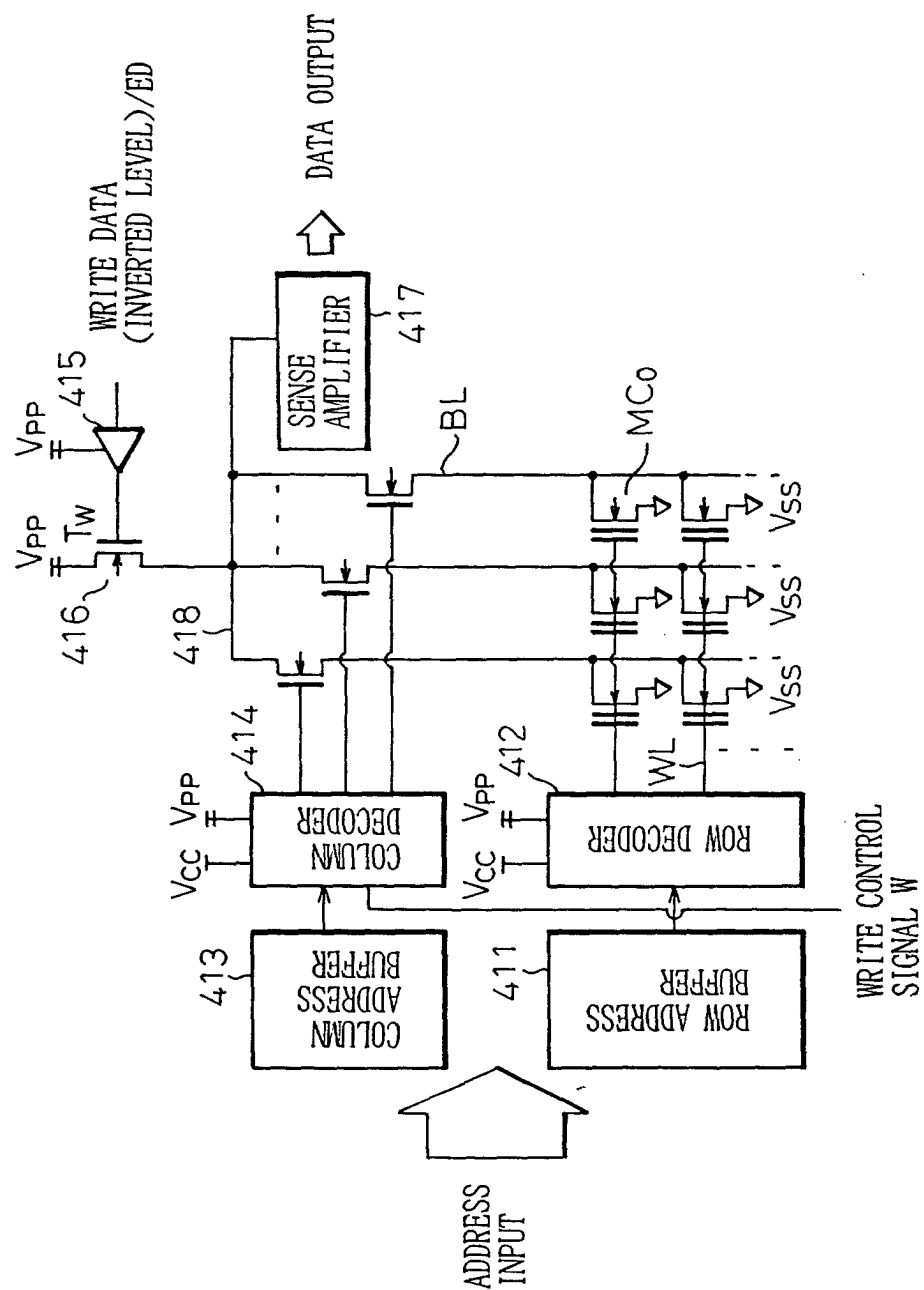 VPP
VPP
415
WRITE DATA
(INVERTED LEVEL)/ED
TW
416
418
SENSE
AMPLIFIER
417
DATA OUTPUT
BL
MCo
VCC
VPP
414
COLUMN
DECODER
413
COLUMN
ADDRESS
BUFFER
VCC
VPP
412
ROW DECODER
WL
VSS
VSS
VSS
411
ROW ADDRESS
BUFFER
ADDRESS
INPUT
WRITE CONTROL
SIGNAL W